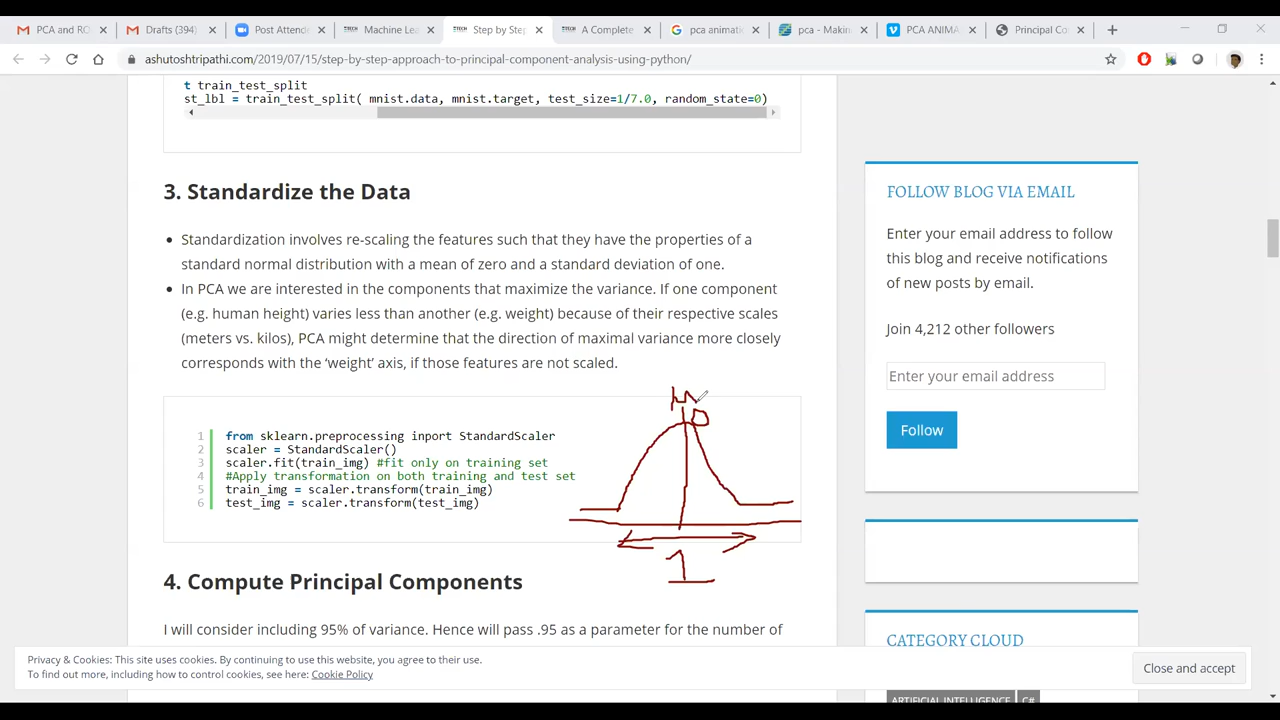 PCA and RO
Drafts (394)
Post Attende
Machine Lea
Step by Step
A Complete
pca animati
pca - Makin
PCA ANIMA
Principal Co
ashutoshtripathi.com/2019/07/15/step-by-step-approach-to-principal-component-analysis-using-python/
t train_test_split
st_lbl = train_test_split( mnist.data, mnist.target, test_size=1/7.0, random_state=0)
3. Standardize the Data
• Standardization involves re-scaling the features such that they have the properties of a
standard normal distribution with a mean of zero and a standard deviation of one.
• In PCA we are interested in the components that maximize the variance. If one component
(e.g. human height) varies less than another (e.g. weight) because of their respective scales
(meters vs. kilos), PCA might determine that the direction of maximal variance more closely
corresponds with the ‘weight’ axis, if those features are not scaled.
1 from sklearn.preprocessing inport StandardScaler
2 scaler = StandardScaler()
3 scaler.fit(train_img) #fit only on training set
4 #Apply transformation on both training and test set
5 train_img = scaler.transform(train_img)
6 test_img = scaler.transform(test_img)
0
1
4. Compute Principal Components
I will consider including 95% of variance. Hence will pass .95 as a parameter for the number of
FOLLOW BLOG VIA EMAIL
Enter your email address to follow
this blog and receive notifications
of new posts by email.
Join 4,212 other followers
Enter your email address
Follow
CATEGORY CLOUD
ARTIFICIAL INTELLIGENCE
C#
Privacy & Cookies: This site uses cookies. By continuing to use this website, you agree to their use.
To find out more, including how to control cookies, see here: Cookie Policy
Close and accept